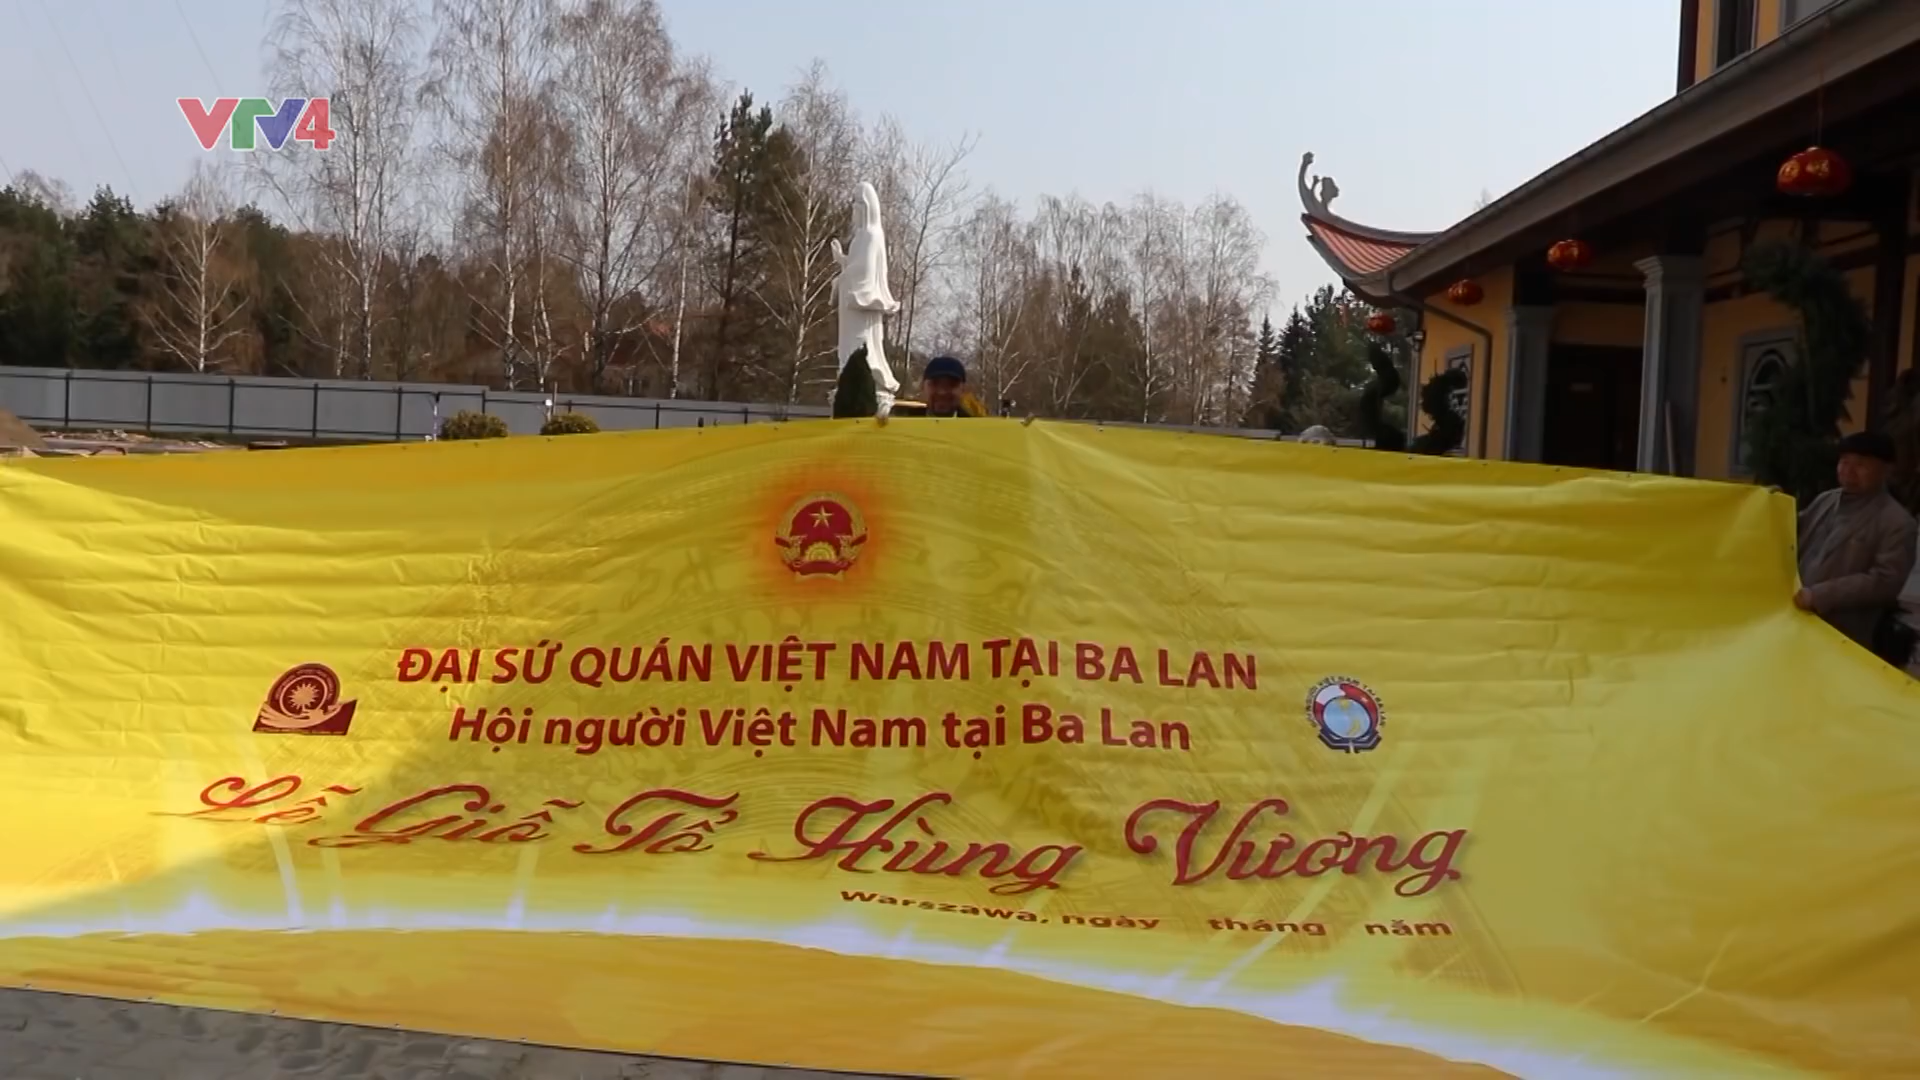 VTV4
ĐẠI SỨ QUÁN VIỆT NAM TẠI BA LAN
Hội người Việt Nam tại Ba Lan
Lễ Giỗ Tổ Hùng Vương
Warszawa, ngày tháng năm